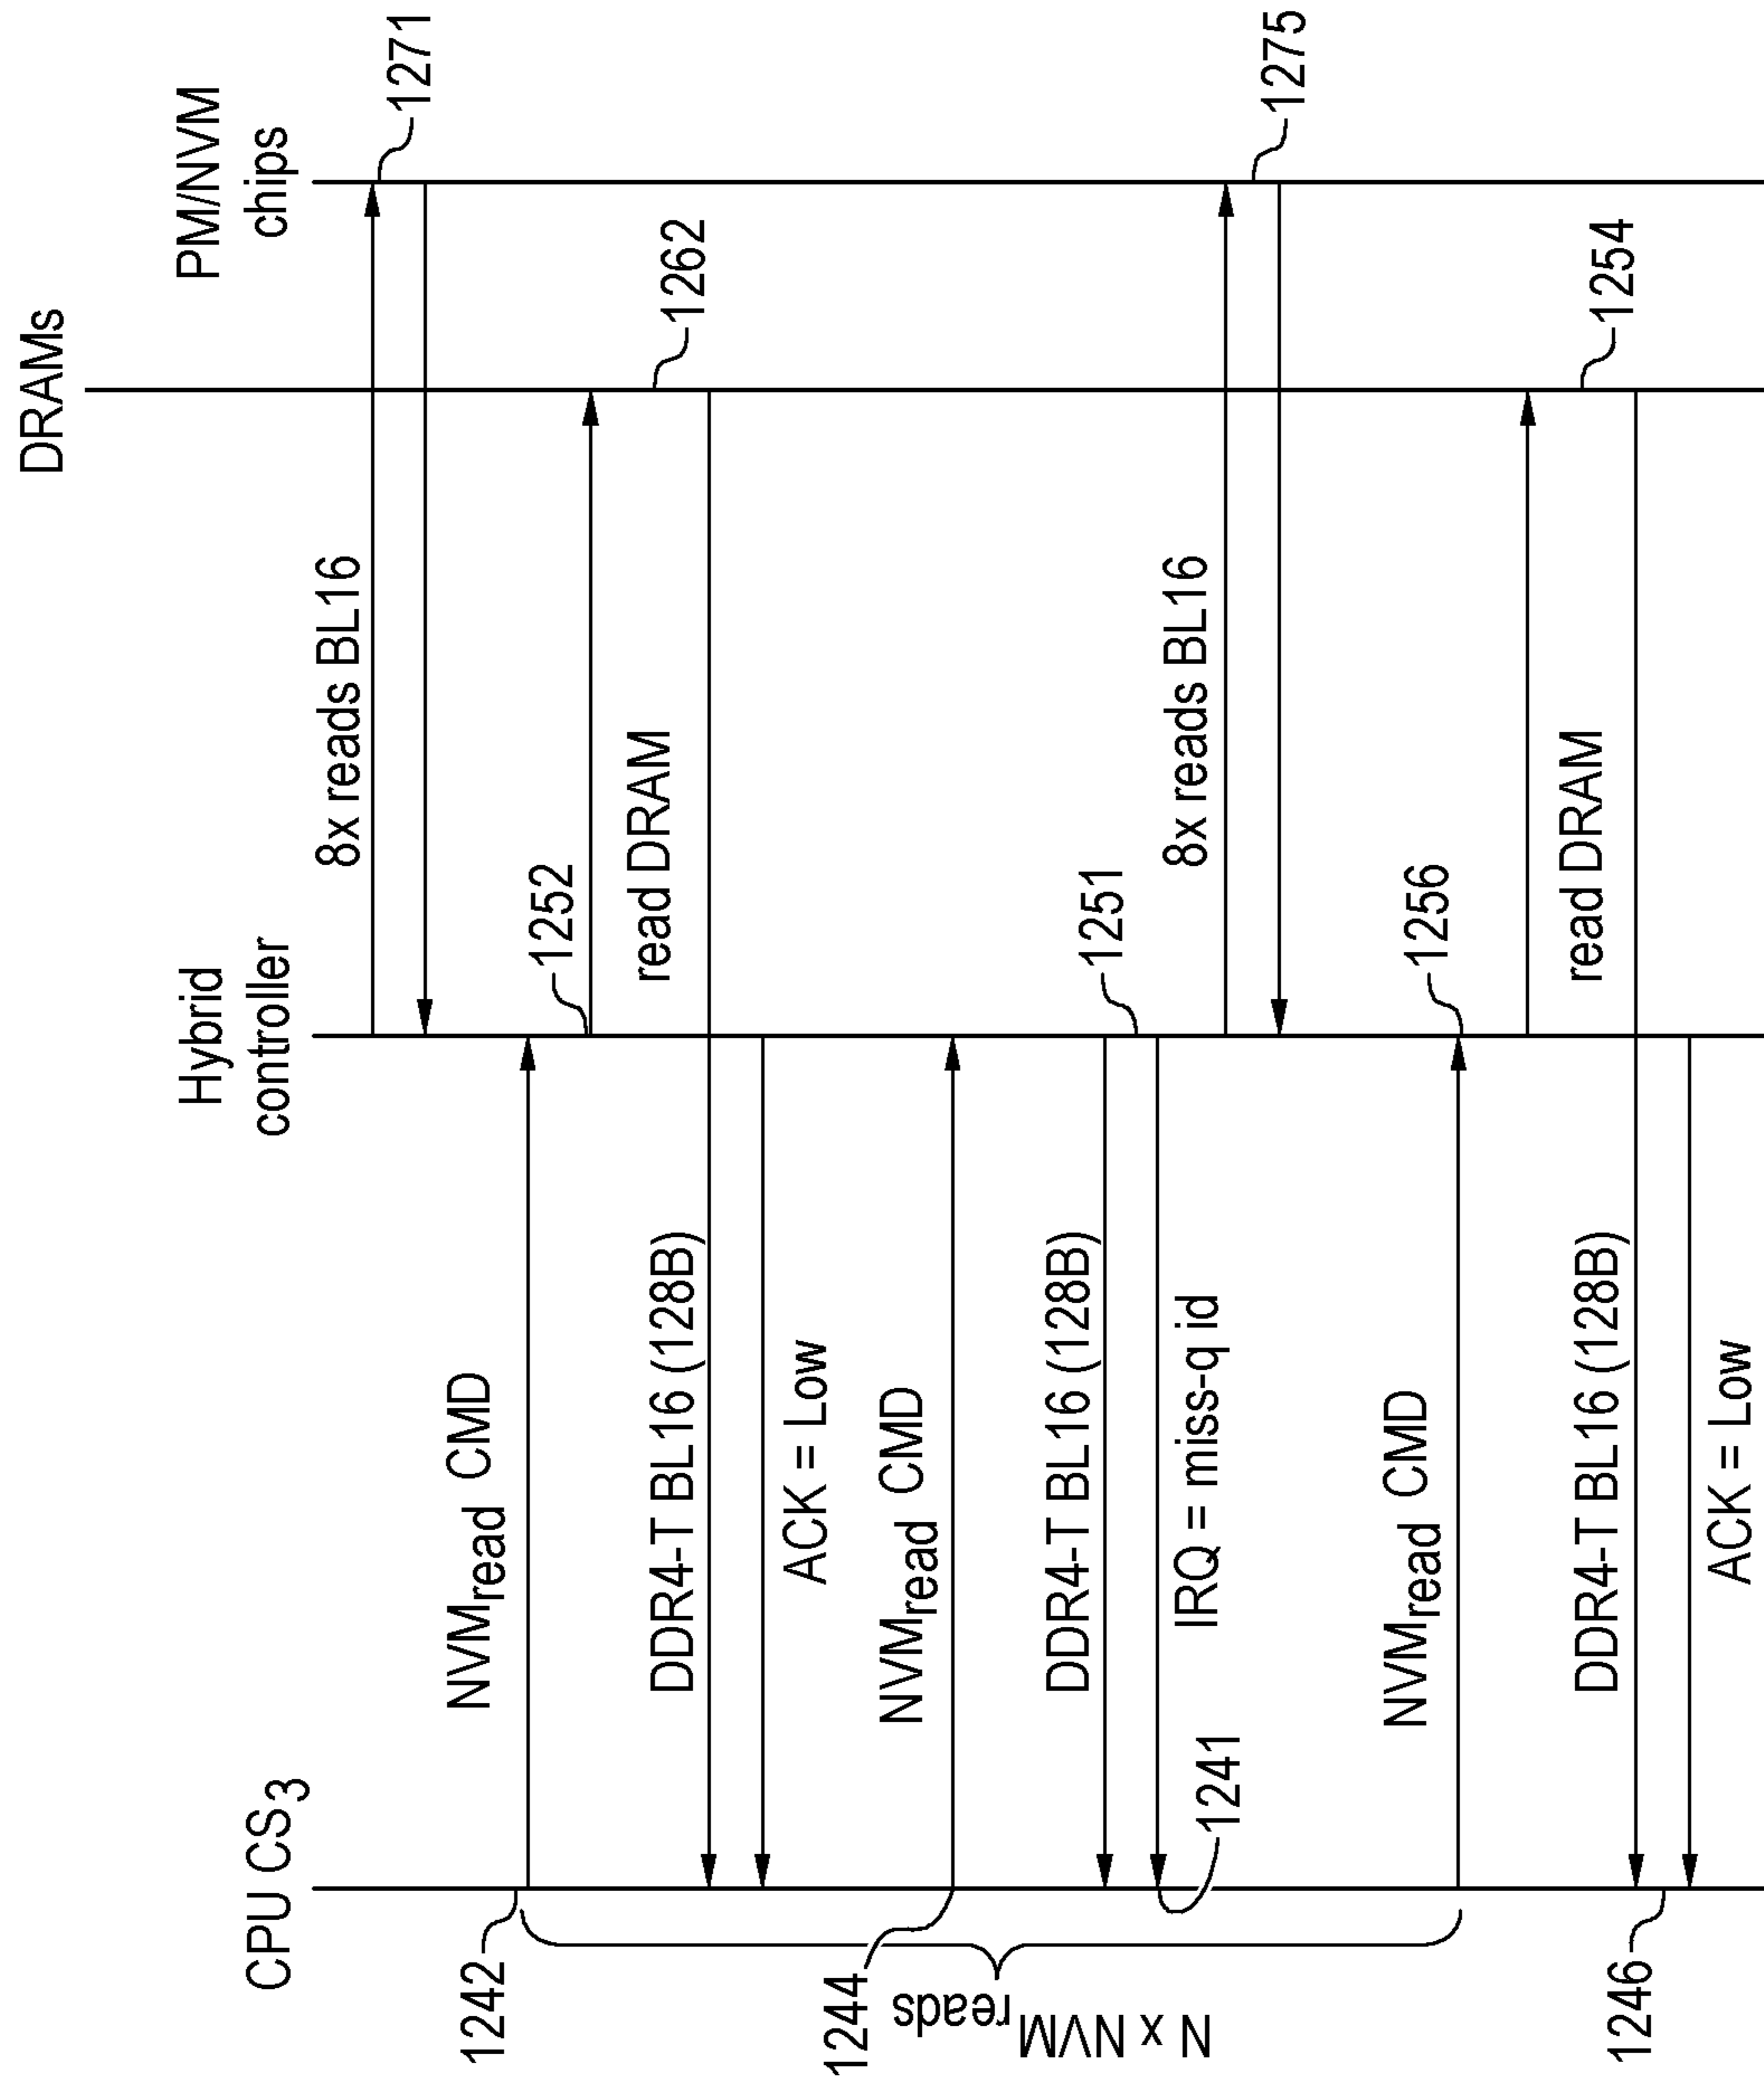 DRAMs
CPU CS3
Hybrid
controller
PM/NVM
chips
8x reads BL16
1271
1242
NVMread CMD
1252
read DRAM
1262
DDR4-T BL16 (128B)
ACK = Low
1244
NVMread CMD
N x NVM
reads
DDR4-T BL16 (128B)
1251
IRQ = miss-q id
1241
8x reads BL16
1275
NVMread CMD
1256
read DRAM
1254
DDR4-T BL16 (128B)
1246
ACK = Low